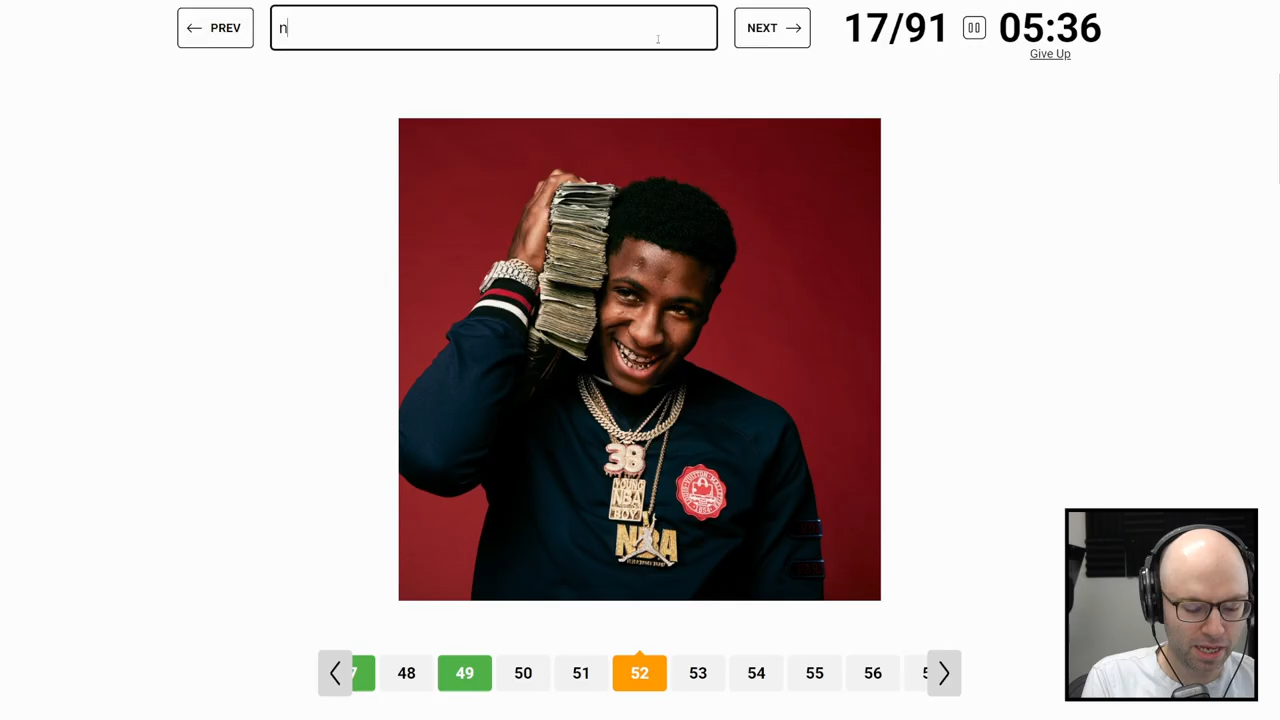 ← PREV
n
NEXT →
17/91
05:36
Give Up
38
YOUNG
NBA
BOY
NBA
7
48
49
50
51
52
53
54
55
56